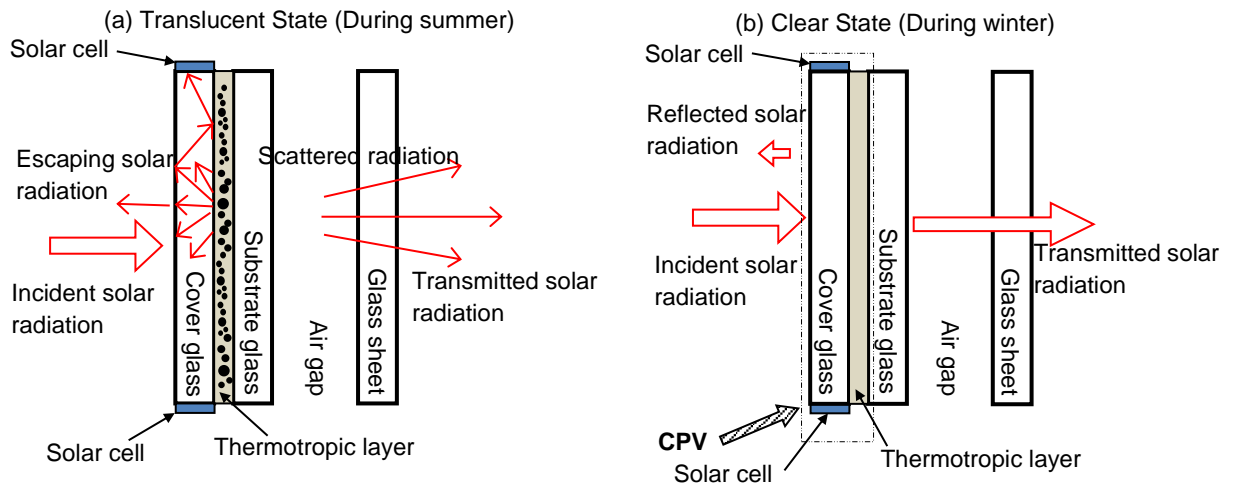 (a) Translucent State (During summer)
Solar cell
Escaping solar
radiation
Scattered radiation
Incident solar
radiation
Cover glass
Substrate glass
Air gap
Glass sheet
Transmitted solar
radiation
Solar cell
Thermotropic layer
(b) Clear State (During winter)
Solar cell
Reflected solar
radiation
Incident solar
radiation
Cover glass
Substrate glass
Air gap
Glass sheet
Transmitted solar
radiation
CPV
Solar cell
Thermotropic layer